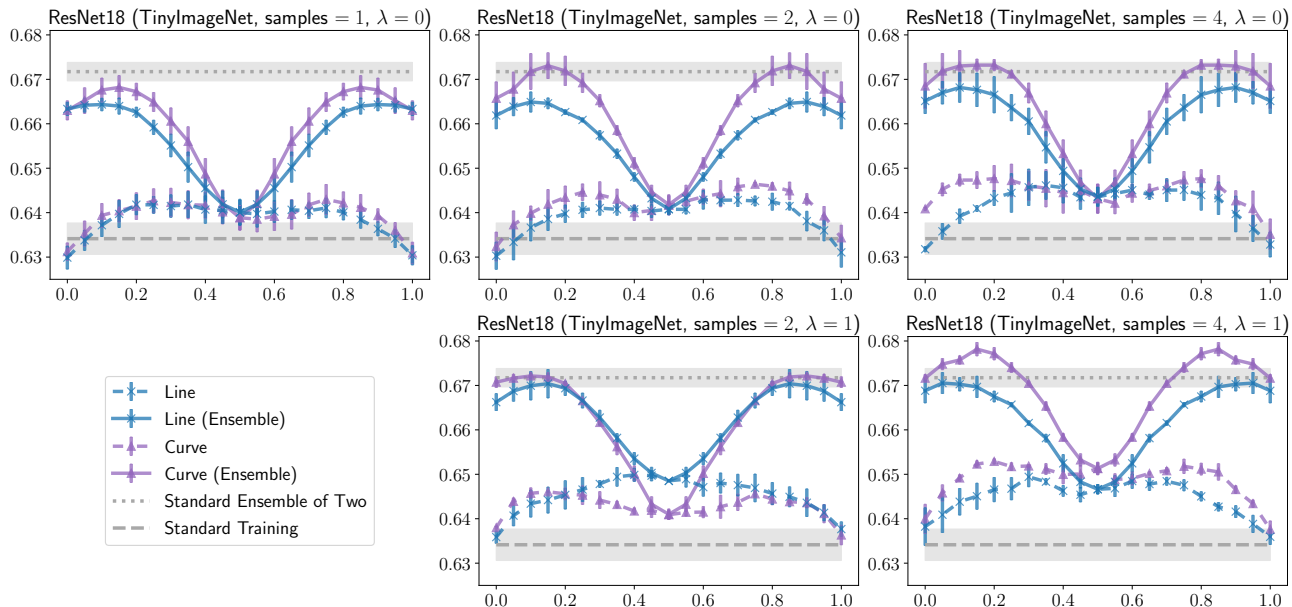 ResNet18 (TinyImageNet, samples = 1, λ = 0)
0.68
0.67
0.66
0.65
0.64
0.63
0.0 0.2 0.4 0.6 0.8 1.0
ResNet18 (TinyImageNet, samples = 2, λ = 0)
0.68
0.67
0.66
0.65
0.64
0.63
0.0 0.2 0.4 0.6 0.8 1.0
ResNet18 (TinyImageNet, samples = 4, λ = 0)
0.68
0.67
0.66
0.65
0.64
0.63
0.0 0.2 0.4 0.6 0.8 1.0
Line
Line (Ensemble)
Curve
Curve (Ensemble)
Standard Ensemble of Two
Standard Training
ResNet18 (TinyImageNet, samples = 2, λ = 1)
0.68
0.67
0.66
0.65
0.64
0.63
0.0 0.2 0.4 0.6 0.8 1.0
ResNet18 (TinyImageNet, samples = 4, λ = 1)
0.68
0.67
0.66
0.65
0.64
0.63
0.0 0.2 0.4 0.6 0.8 1.0